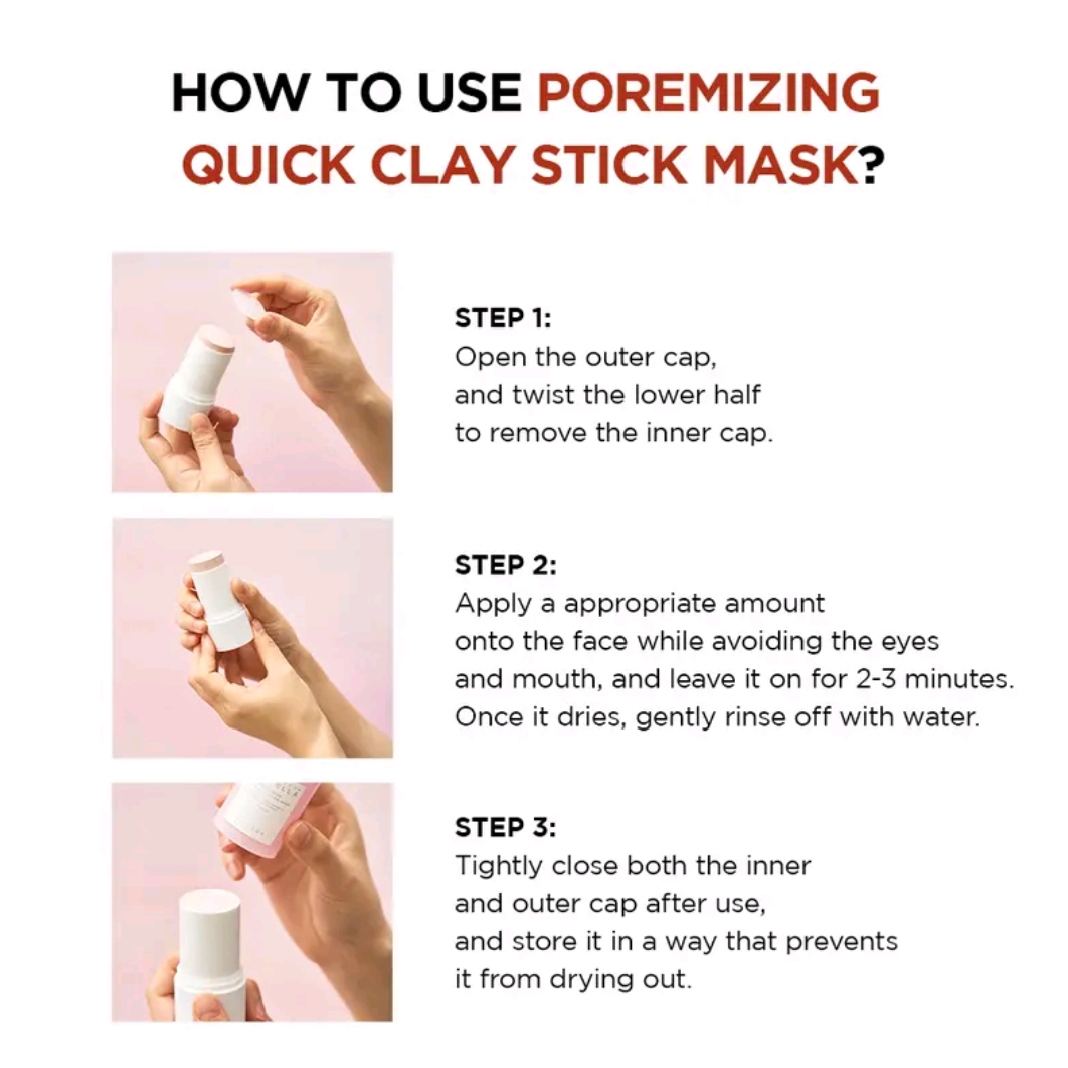 HOW TO USE POREMIZING
QUICK CLAY STICK MASK?
STEP 1:
Open the outer cap,
and twist the lower half
to remove the inner cap.
STEP 2:
Apply a appropriate amount
onto the face while avoiding the eyes
and mouth, and leave it on for 2-3 minutes.
Once it dries, gently rinse off with water.
STEP 3:
Tightly close both the inner
and outer cap after use,
and store it in a way that prevents
it from drying out.